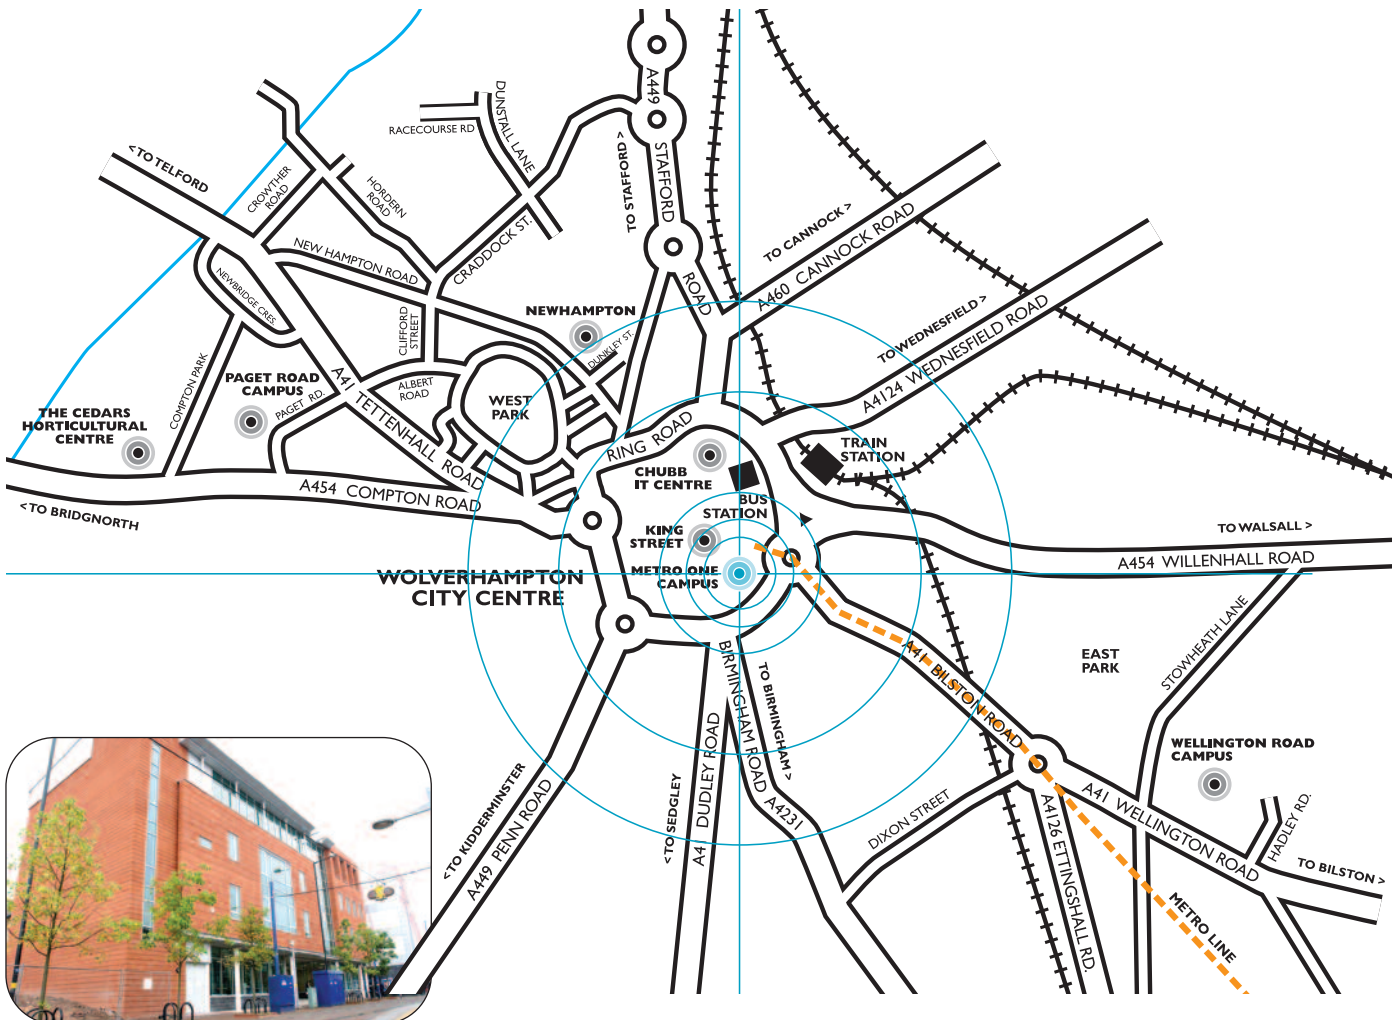 A449
STAFFORD
ROAD
TO STAFFORD >
DUNSTALL LANE
RACECOURSE RD
<TO TELFORD
CROWTHER
ROAD
HORDERN
ROAD
CRADDOCK ST.
NEW HAMPTON ROAD
NEWBRIDGE CRES.
CLIFFORD
STREET
NEWHAMPTON
DUNKLEY ST.
TO CANNOCK >
A460 CANNOCK ROAD
TO WEDNESFIELD >
A4124 WEDNESFIELD ROAD
COMPTON PARK
PAGET ROAD
CAMPUS
PAGET RD.
ALBERT
ROAD
WEST
PARK
A41 TETTENHALL ROAD
THE CEDARS
HORTICULTURAL
CENTRE
RING ROAD
TRAIN
STATION
CHUBB
IT CENTRE
BUS
STATION
A454 COMPTON ROAD
<TO BRIDGNORTH
KING
STREET
METRO ONE
CAMPUS
WOLVERHAMPTON
CITY CENTRE
TO WALSALL >
A454 WILLENHALL ROAD
STOWHEATH LANE
EAST
PARK
A41 BILSTON ROAD
BIRMINGHAM ROAD A4231
TO BIRMINGHAM >
A41 DUDLEY ROAD
<TO SEDGLEY
<TO KIDDERMINSTER
A449 PENN ROAD
WELLINGTON ROAD
CAMPUS
DIXON STREET
A4126 ETTINGSHALL RD.
A41 WELLINGTON ROAD
HADLEY RD.
TO BILSTON >
METRO LINE